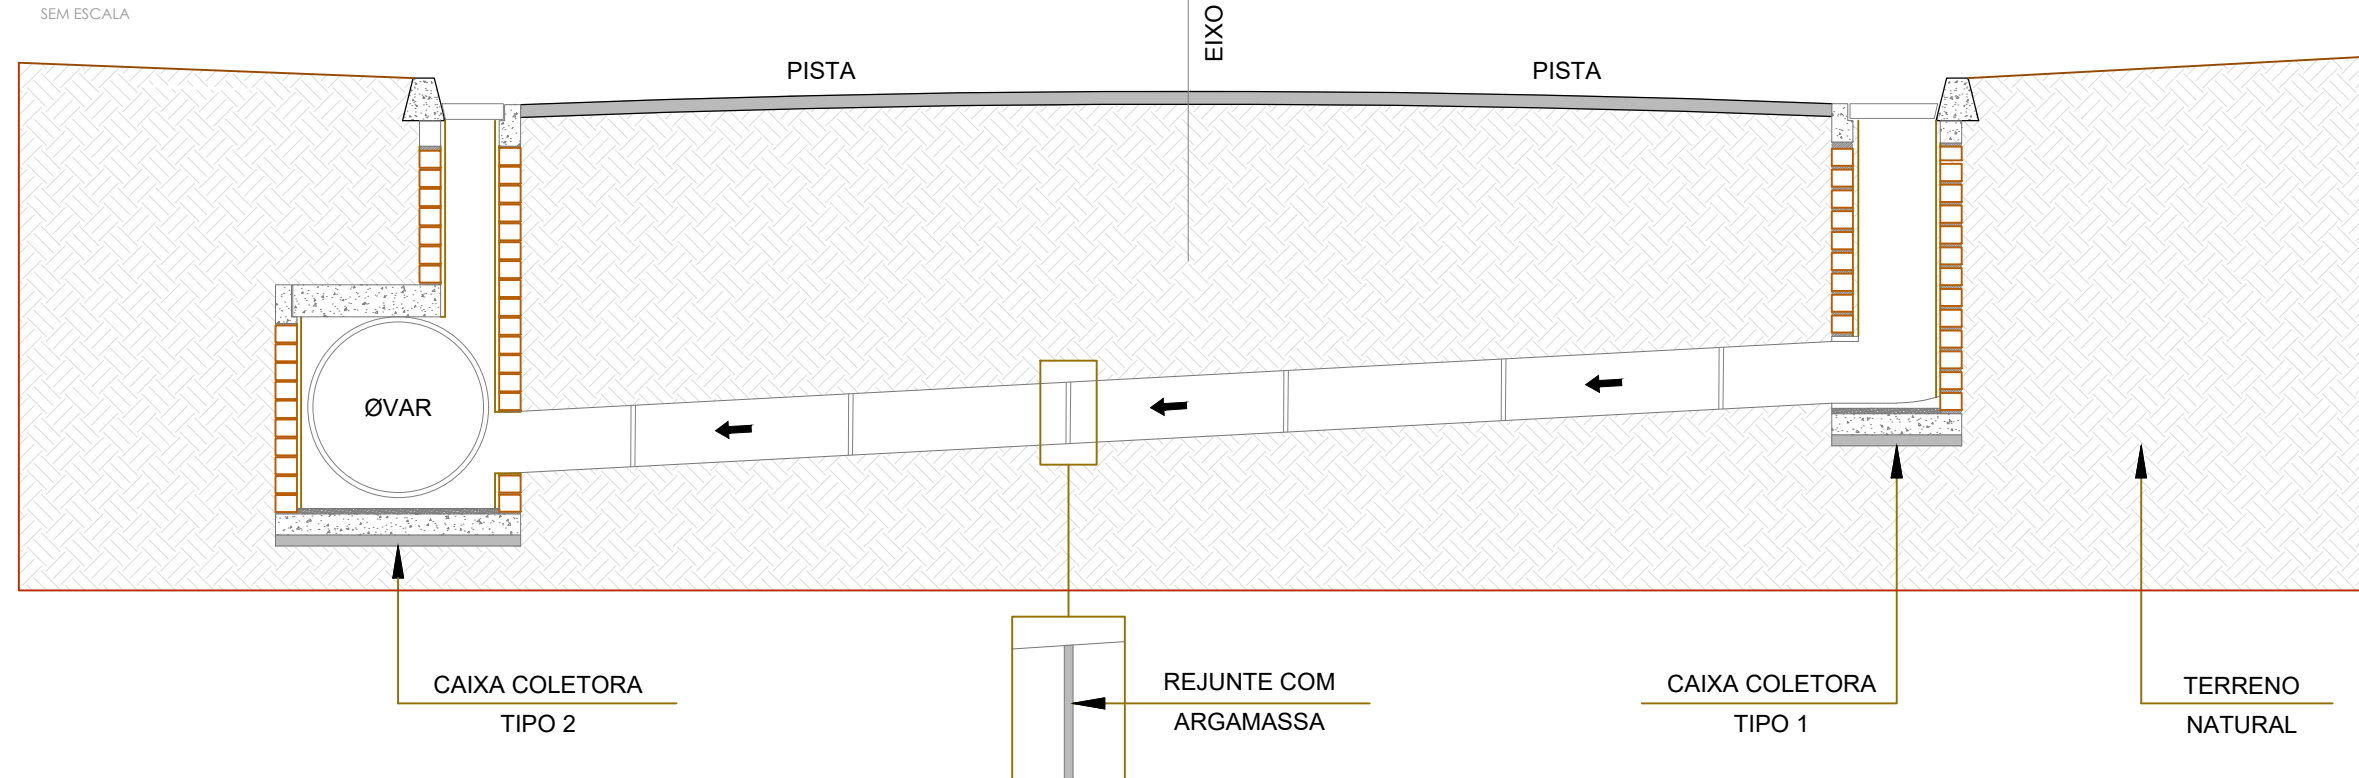 SEM ESCALA
EIXO
PISTA
PISTA
ØVAR
CAIXA COLETORA
TIPO 2
REJUNTE COM
ARGAMASSA
CAIXA COLETORA
TIPO 1
TERRENO
NATURAL